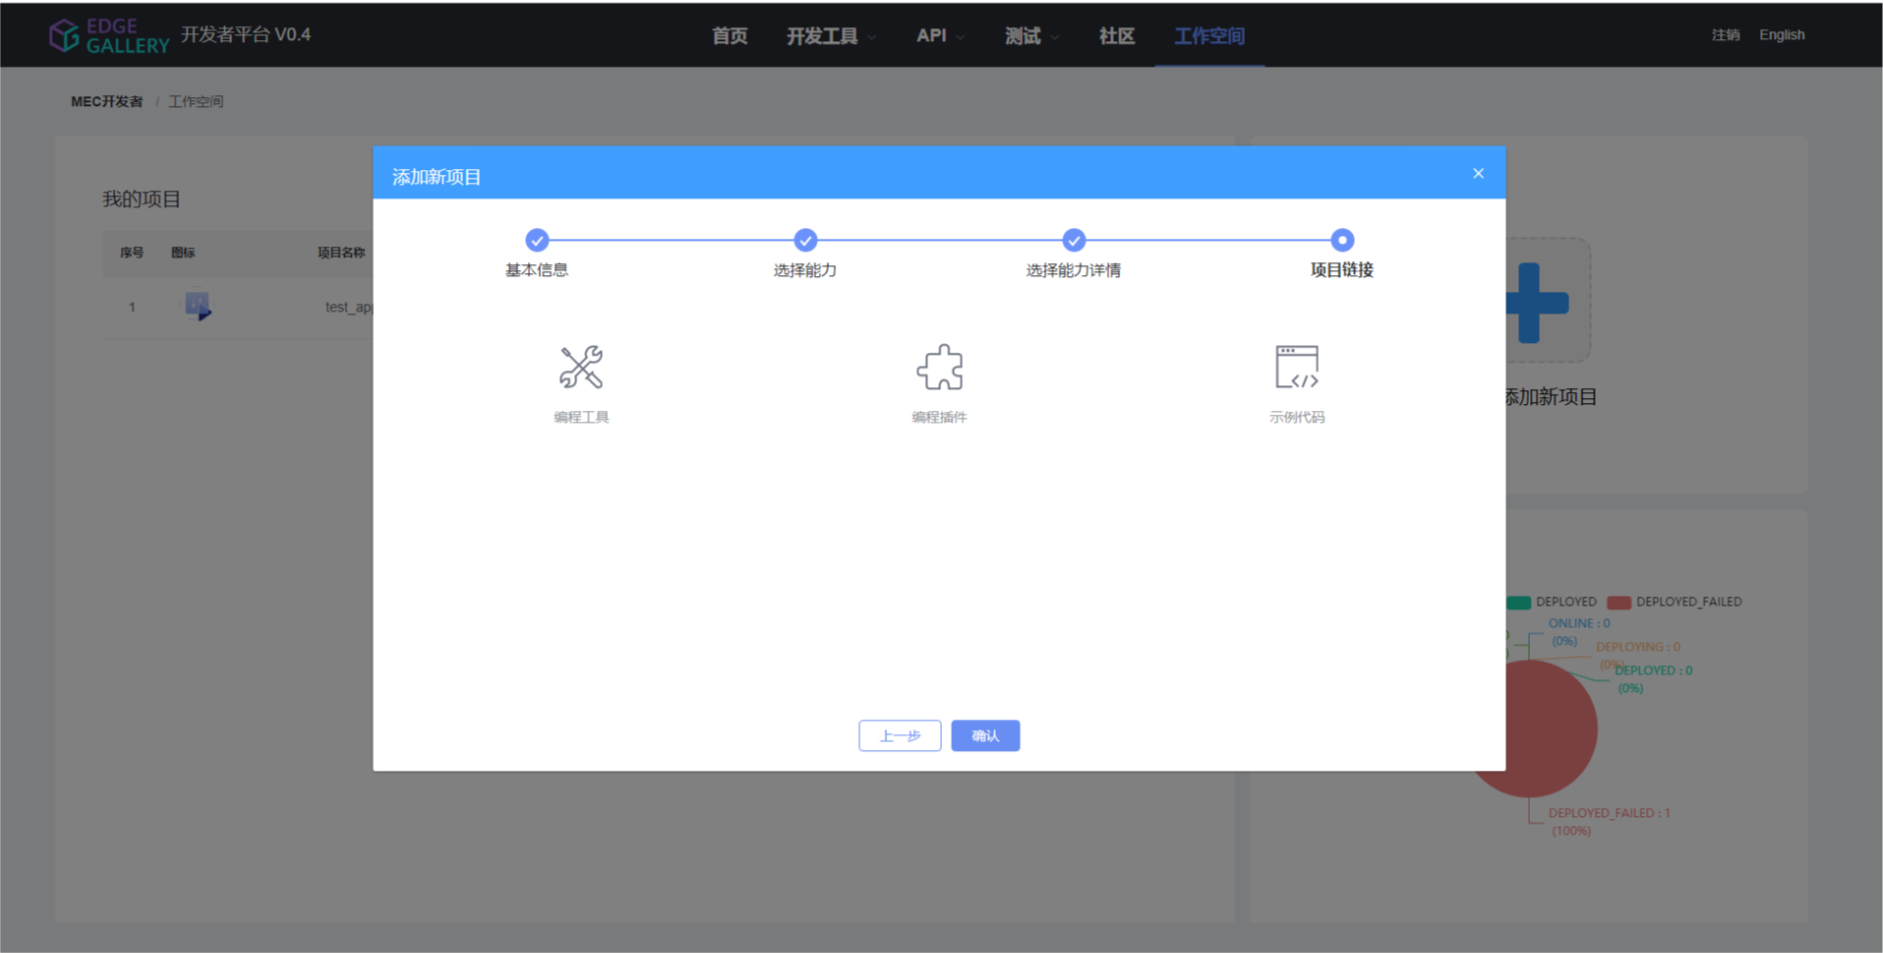 EDGE
GALLERY
开发者平台 V0.4
首页
开发工具
API
测试
社区
工作空间
注销
English
MEC开发者 / 工作空间
我的项目
序号
图标
项目名称
1
test_app
添加新项目
基本信息
选择能力
选择能力详情
项目链接
编程工具
编程插件
示例代码
上一步
确认
添加新项目
DEPLOYED
DEPLOYED_FAILED
ONLINE : 0
(0%)
DEPLOYING : 0
(0%)
DEPLOYED : 0
(0%)
DEPLOYED_FAILED : 1
(100%)